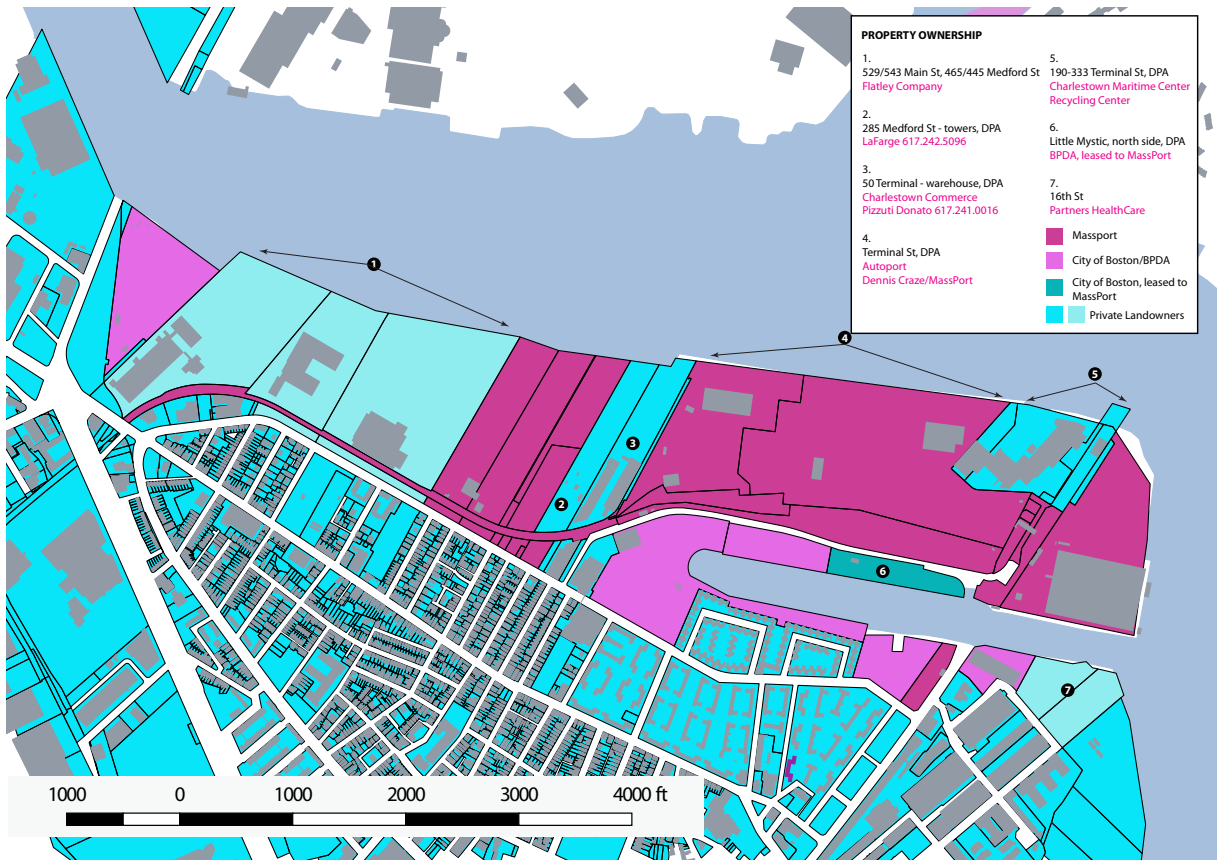 PROPERTY OWNERSHIP
1.
529/543 Main St, 465/445 Medford St
Flatley Company
2.
285 Medford St - towers, DPA
LaFarge 617.242.5096
3.
50 Terminal - warehouse, DPA
Charlestown Commerce
Pizzuti Donato 617.241.0016
4.
Terminal St, DPA
Autoport
Dennis Craze/MassPort
5.
190-333 Terminal St, DPA
Charlestown Maritime Center
Recycling Center
6.
Little Mystic, north side, DPA
BPDA, leased to MassPort
7.
16th St
Partners HealthCare
Massport
City of Boston/BPDA
City of Boston, leased to
MassPort
Private Landowners
1
4
5
3
2
6
7
1000 0 1000 2000 3000 4000 ft